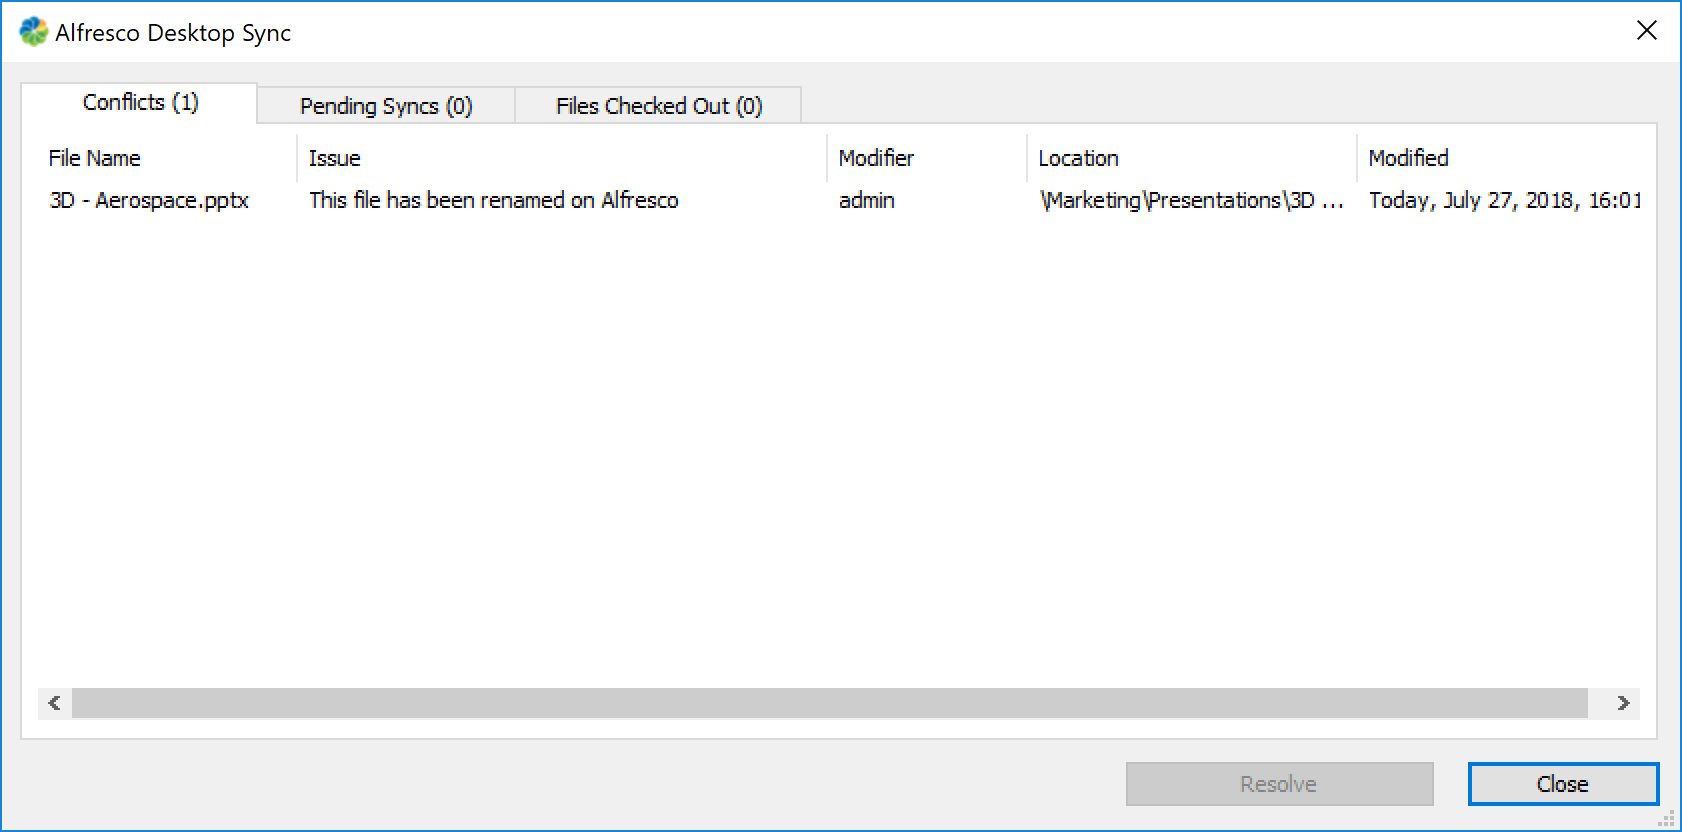 Alfresco Desktop Sync
Conflicts (1) Pending Syncs (0) Files Checked Out (0)
File Name Issue Modifier Location Modified
3D - Aerospace.pptx This file has been renamed on Alfresco admin \Marketing\Presentations\3D ... Today, July 27, 2018, 16:01
Resolve Close